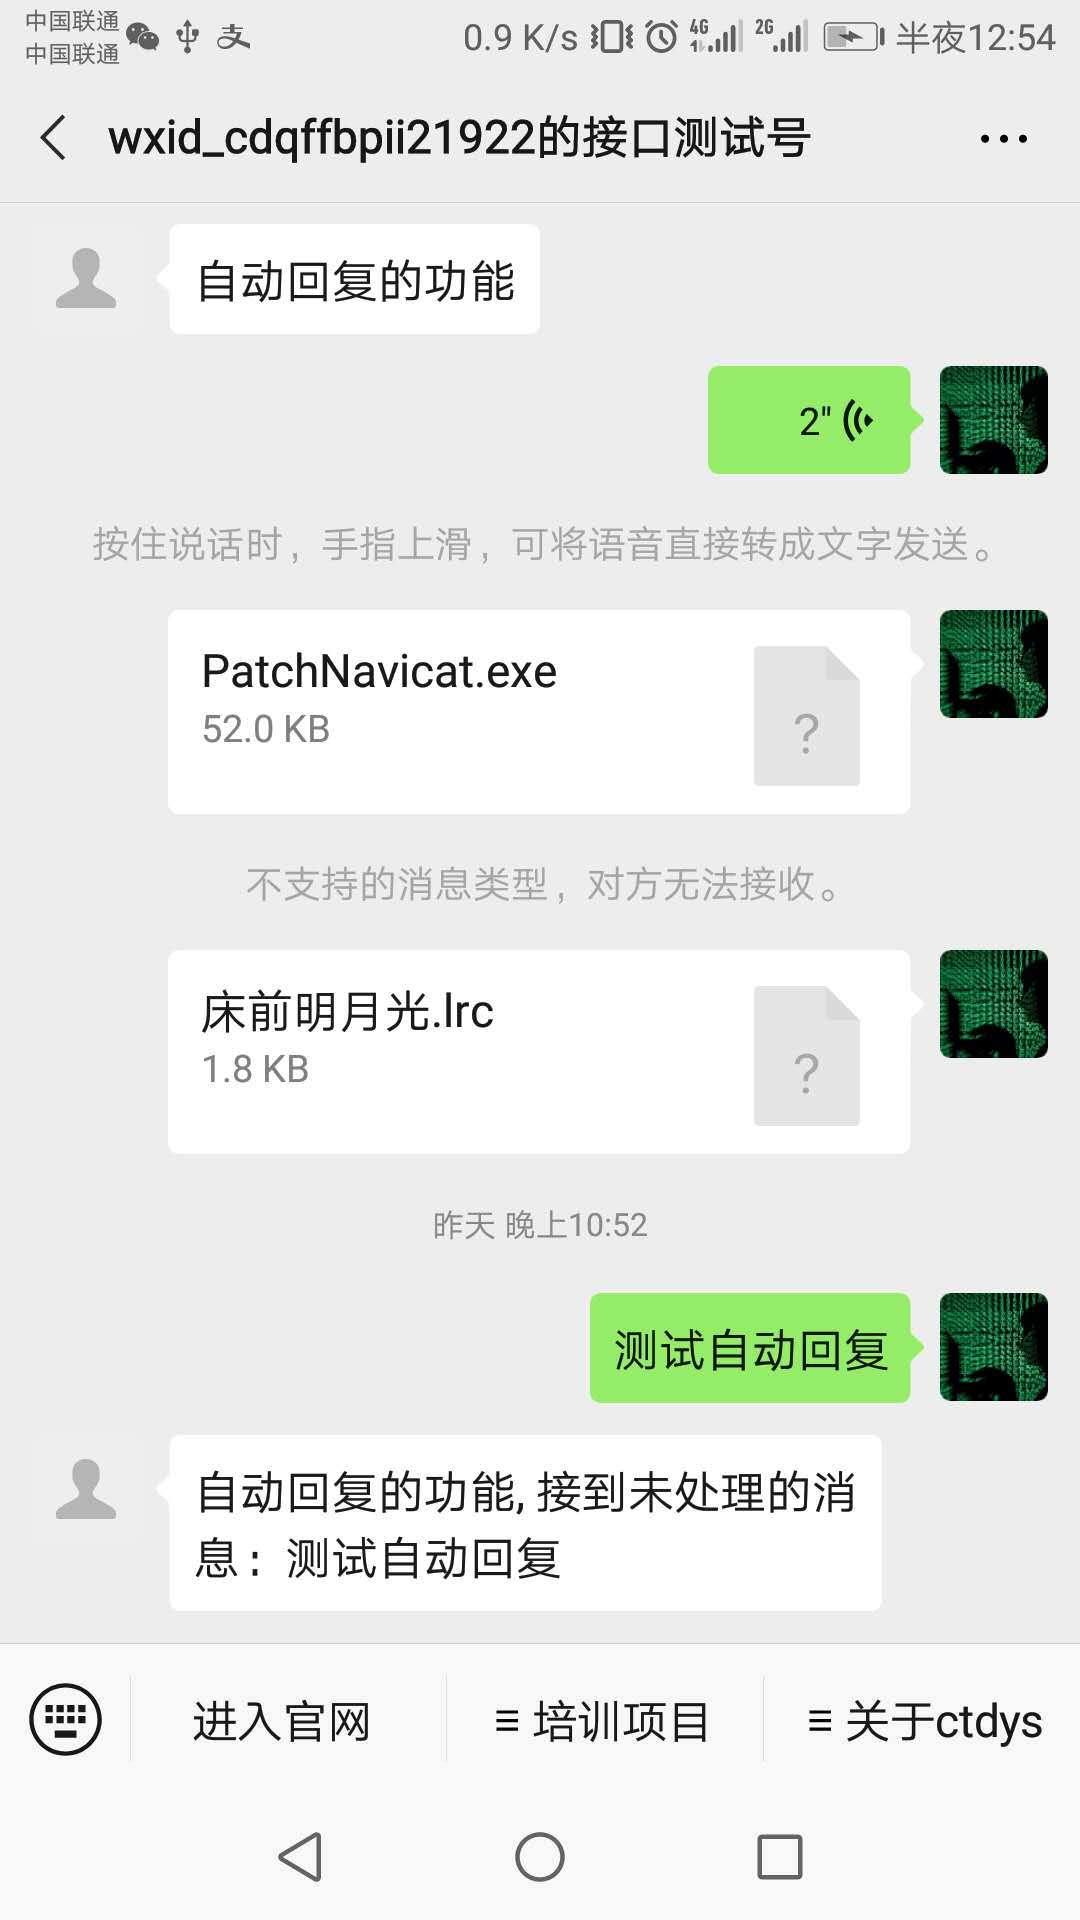 中国联通
中国联通
0.9 K/s 4G 2G 半夜12:54
wxid_cdqffbpii21922的接口测试号
自动回复的功能
2"
按住说话时，手指上滑，可将语音直接转成文字发送。
PatchNavicat.exe
52.0 KB
?
不支持的消息类型，对方无法接收。
床前明月光.lrc
1.8 KB
?
昨天 晚上10:52
测试自动回复
自动回复的功能,接到未处理的消
息：测试自动回复
进入官网
培训项目
关于ctdys